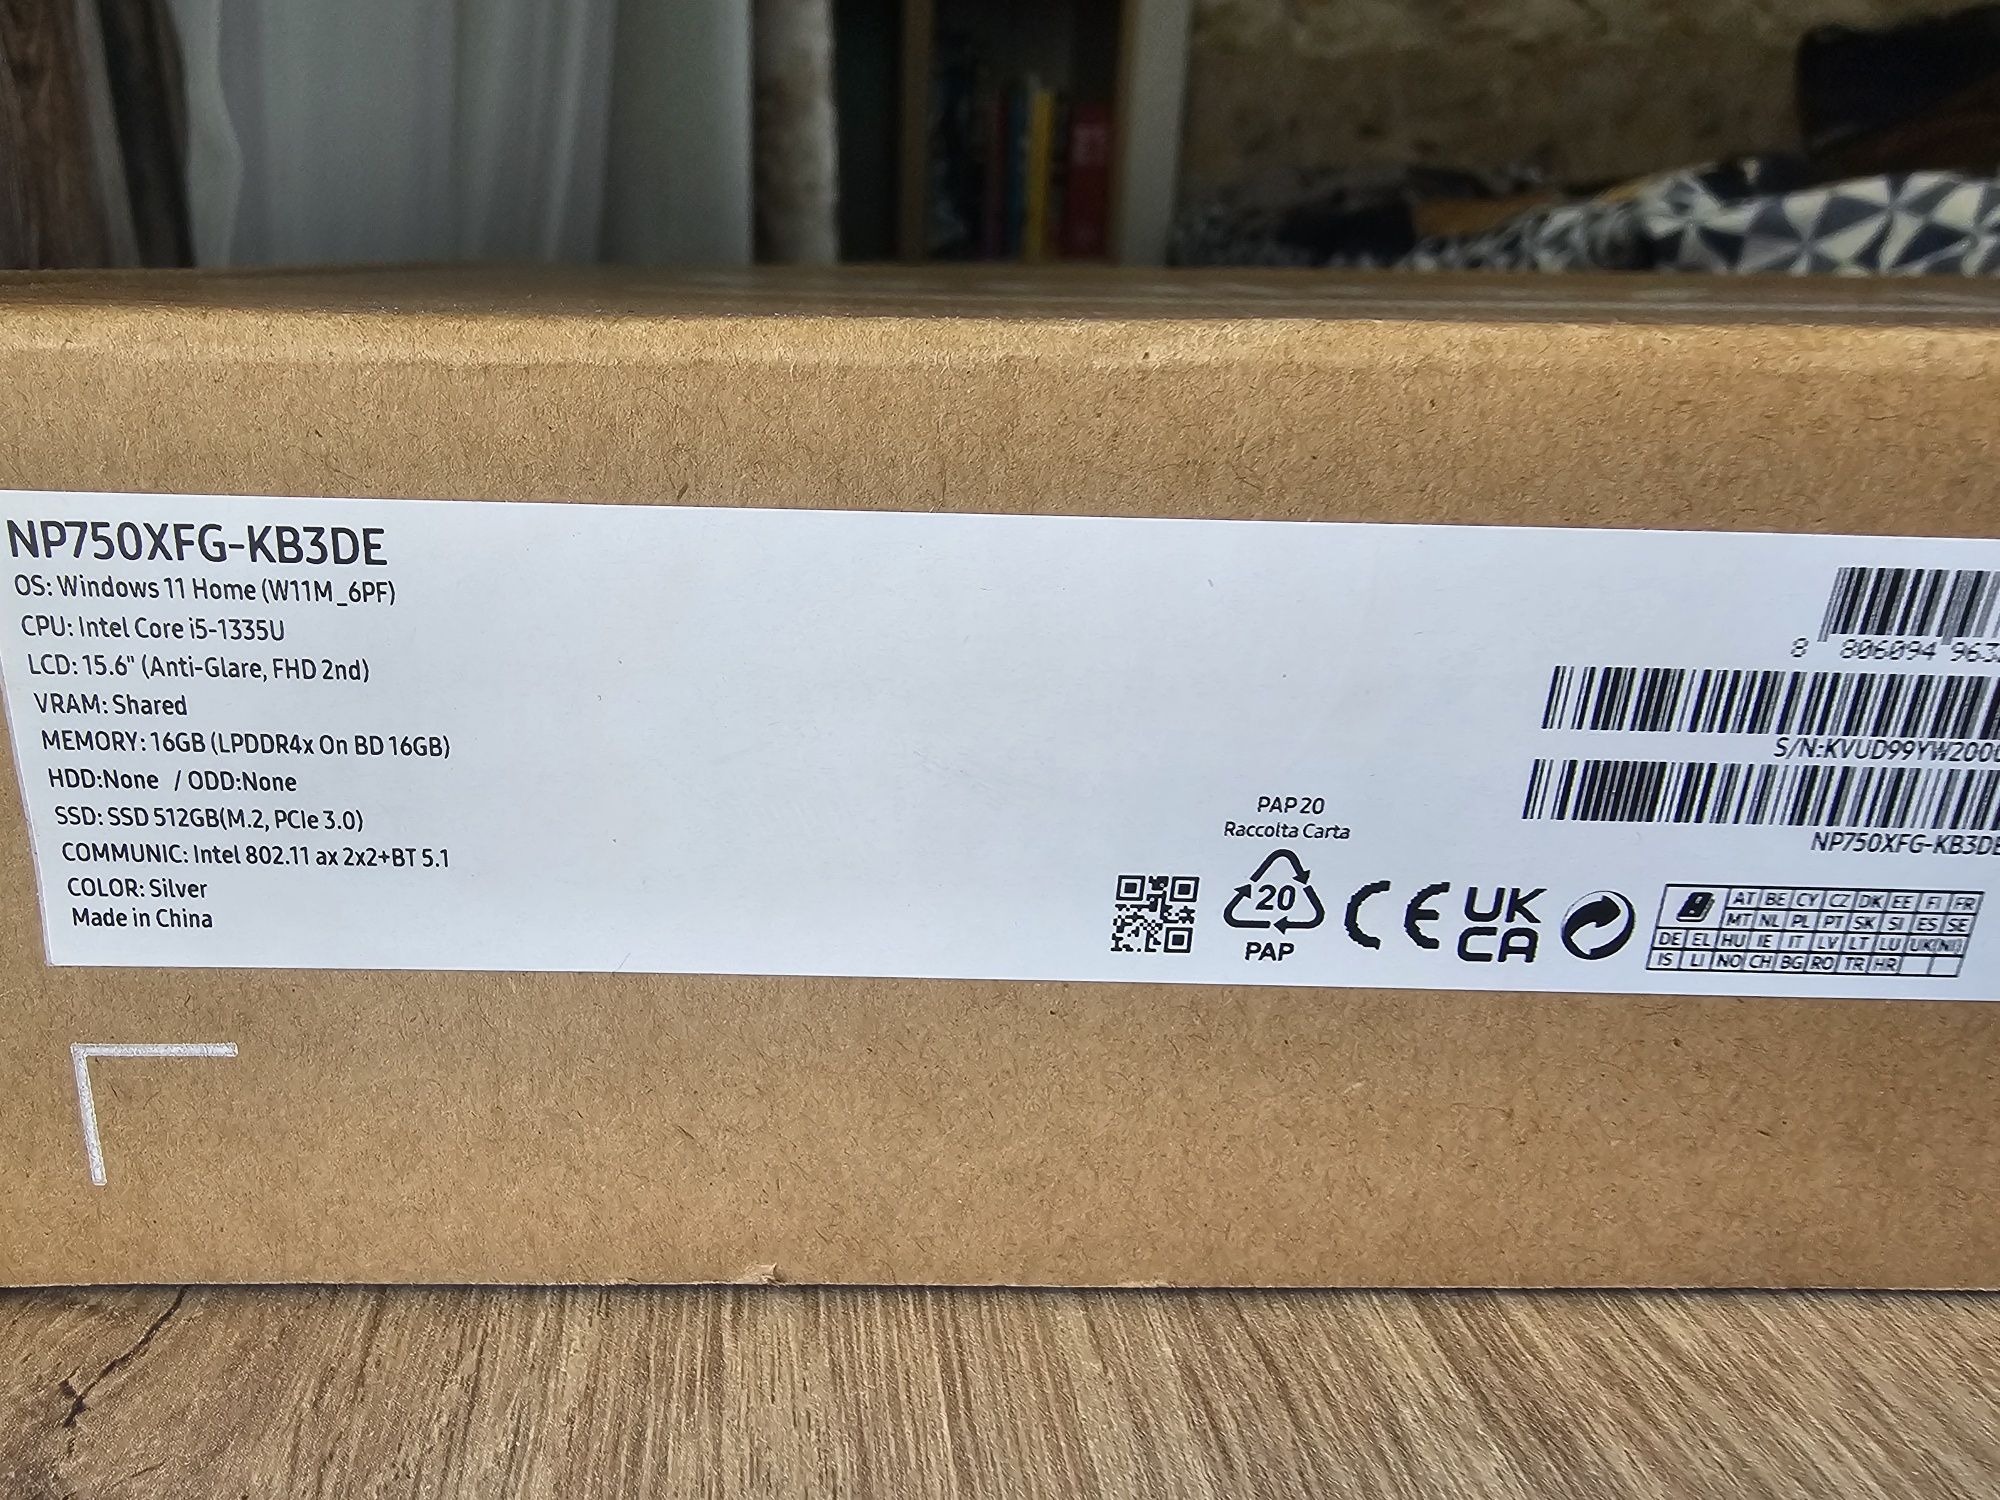 NP750XFG-KB3DE
OS: Windows 11 Home (W11M_6PF)
CPU: Intel Core i5-1335U
LCD: 15.6" (Anti-Glare, FHD 2nd)
VRAM: Shared
MEMORY: 16GB (LPDDR4x On BD 16GB)
HDD:None / ODD:None
SSD: SSD 512GB(M.2, PCIe 3.0)
COMMUNIC: Intel 802.11 ax 2x2+BT 5.1
COLOR: Silver
Made in China
PAP 20
Raccolta Carta
20
PAP
CE
UK
CA
8 806094 963
S/N:KVUD99YW200
NP750XFG-KB3DE
AT BE CY CZ DK EE FI FR
MT NL PL PT SK SI ES SE
DE EL HU IE IT LV LT LU
IS LI NO CH BG RO TR HR